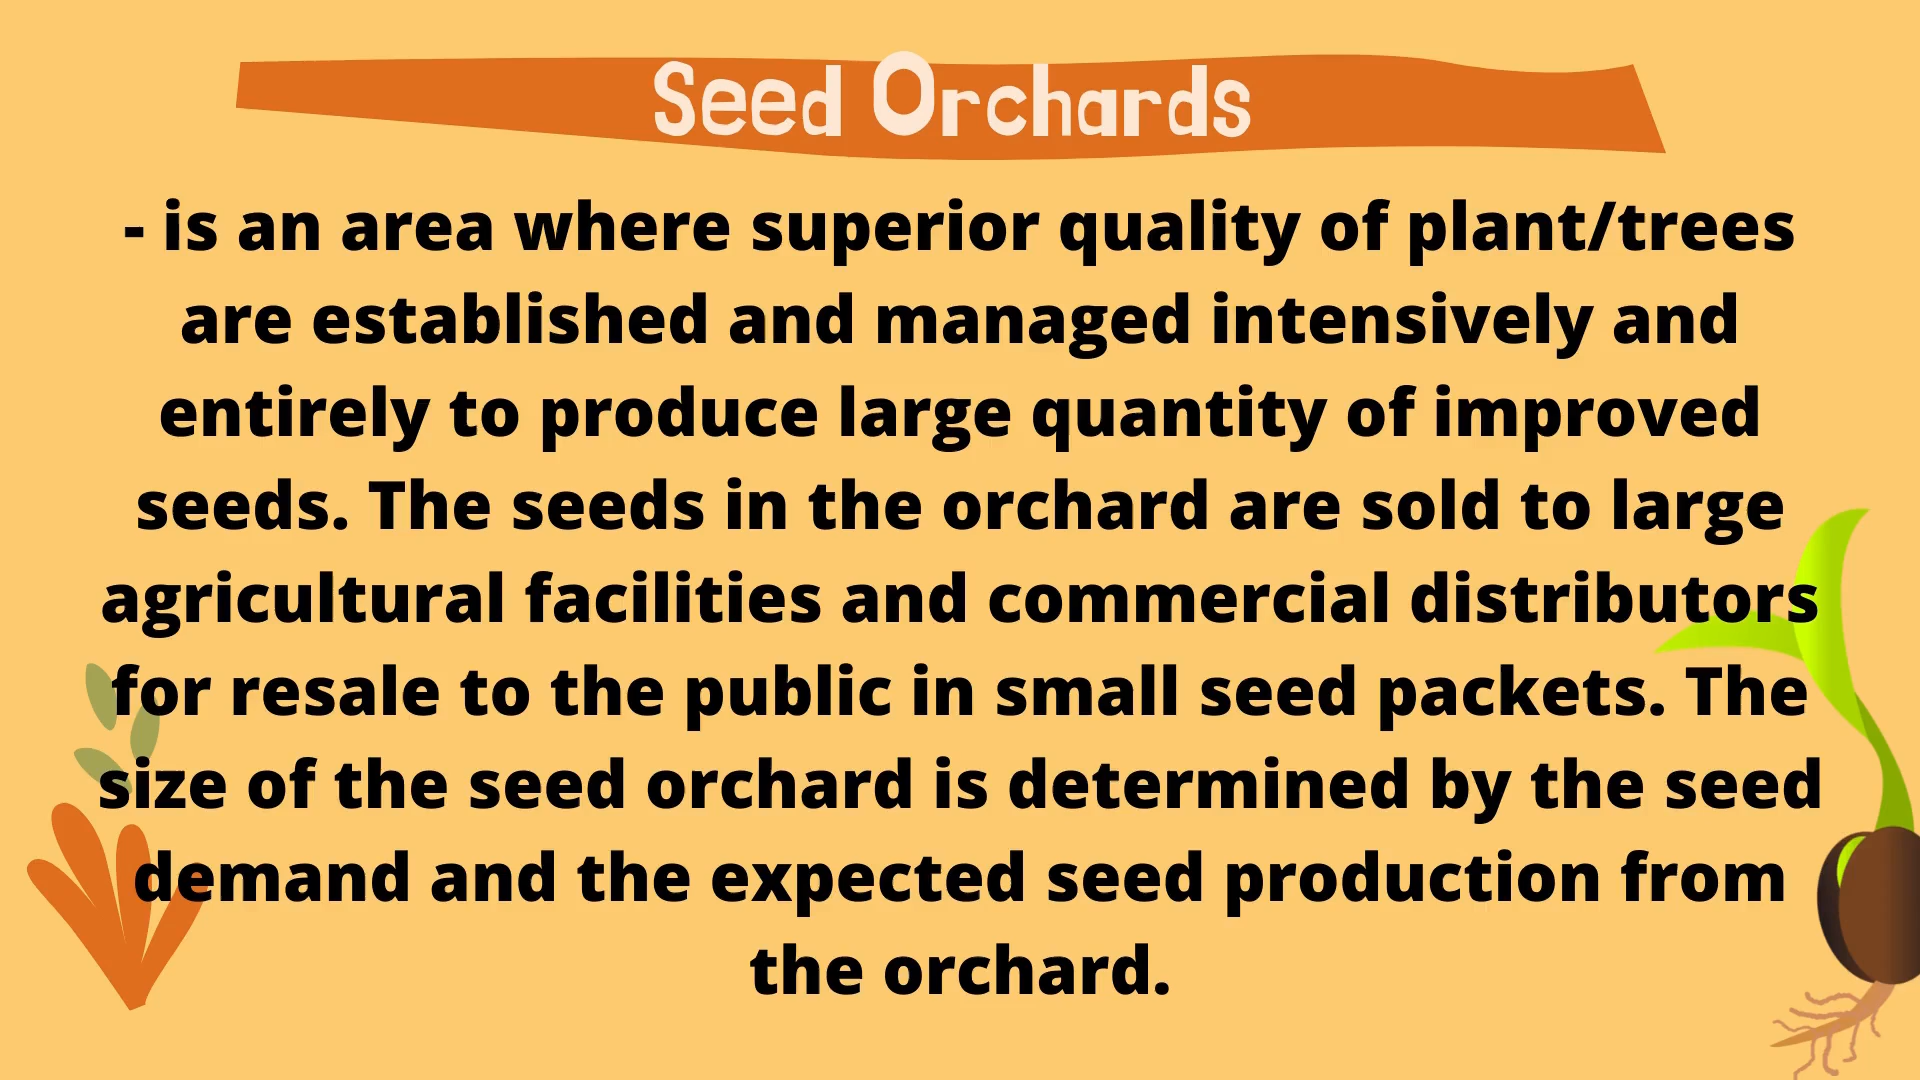 Seed Orchards
- is an area where superior quality of plant/trees
are established and managed intensively and
entirely to produce large quantity of improved
seeds. The seeds in the orchard are sold to large
agricultural facilities and commercial distributors
for resale to the public in small seed packets. The
size of the seed orchard is determined by the seed
demand and the expected seed production from
the orchard.